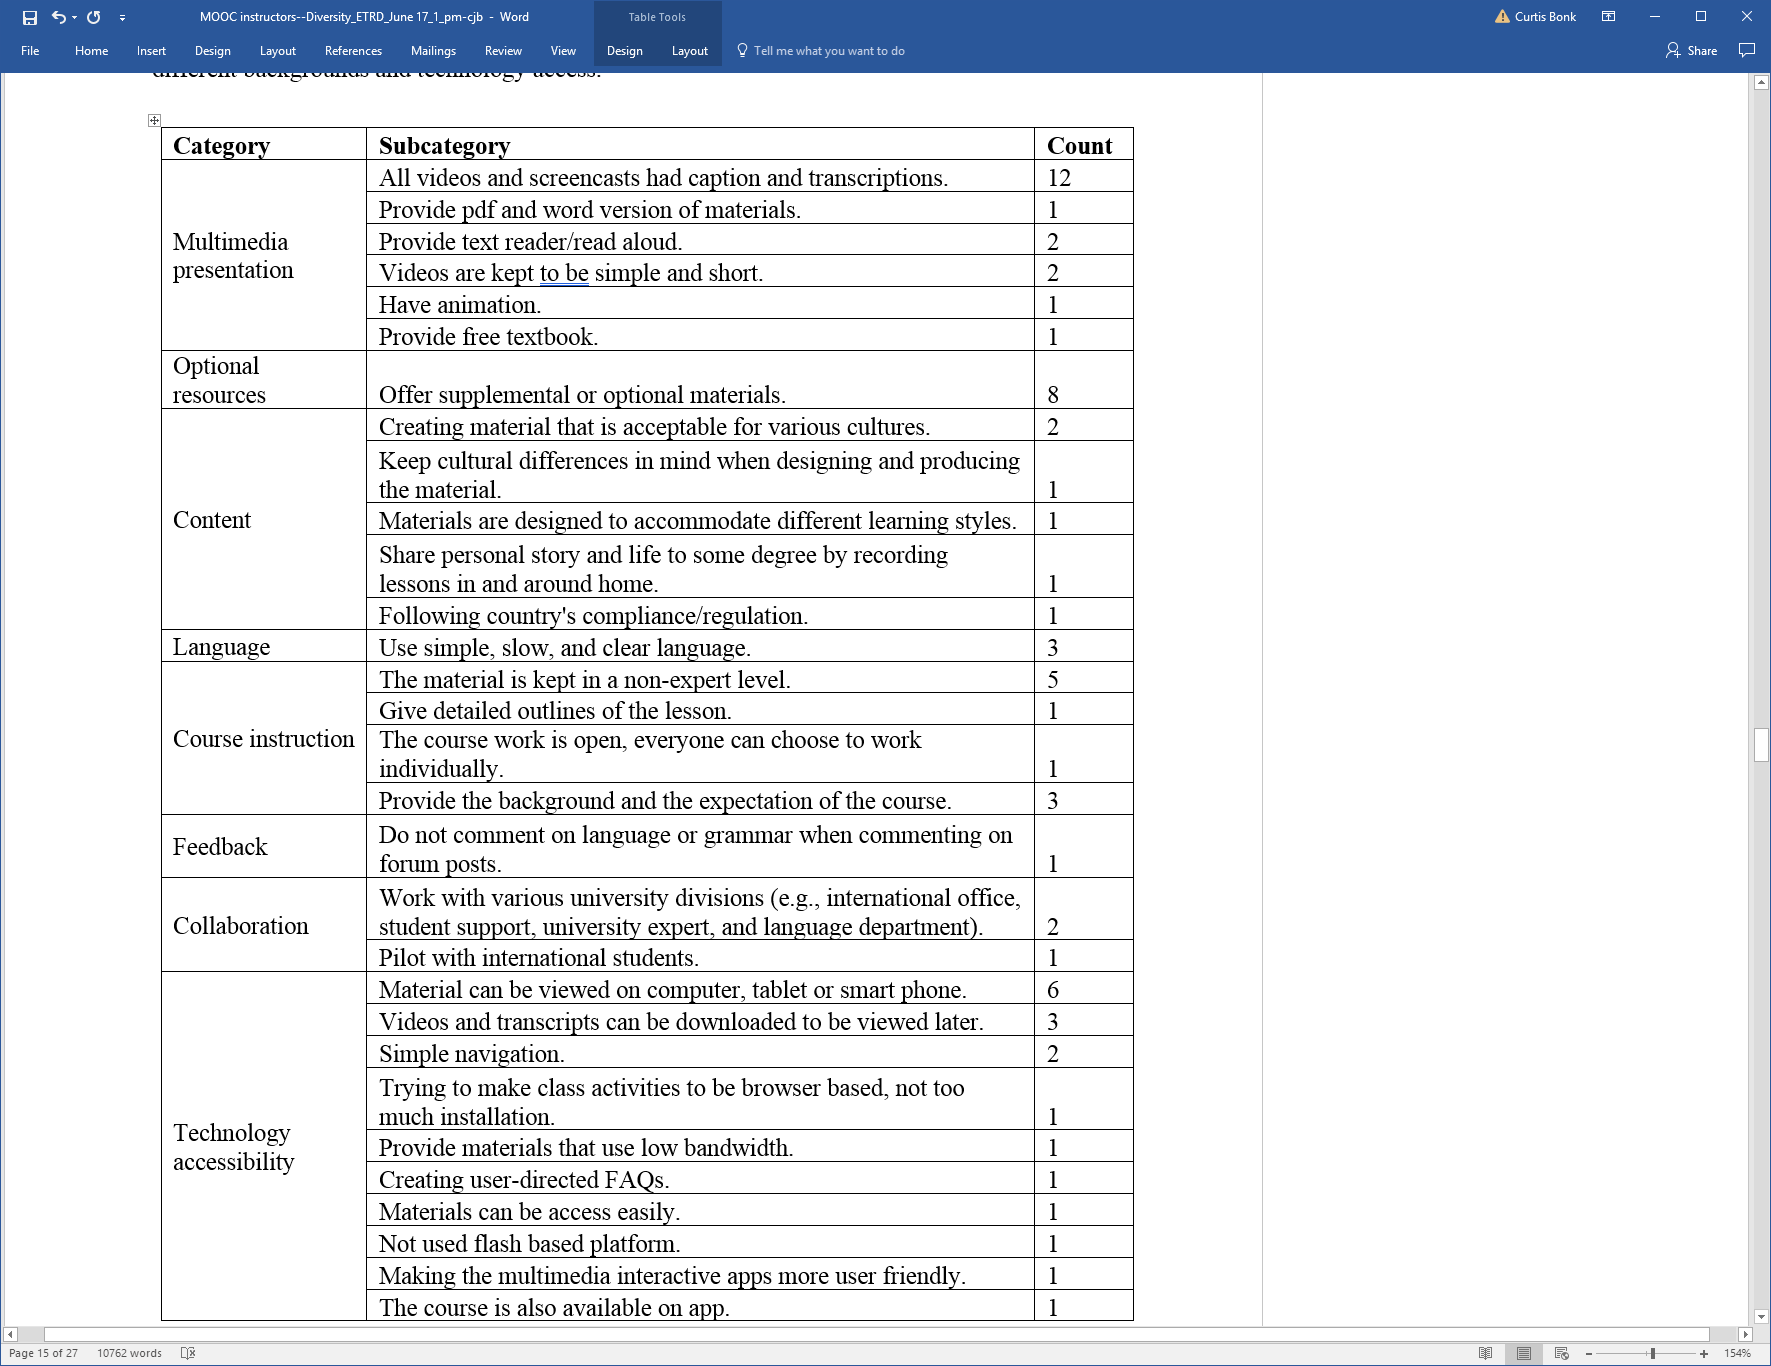 MOOC instructors--Diversity_ETRD_June 17_1_pm-cjb - Word
Table Tools
Curtis Bonk
File Home Insert Design Layout References Mailings Review View Design Layout Tell me what you want to do Share
different backgrounds and technology access.
Category Subcategory Count
Multimedia
presentation
All videos and screencasts had caption and transcriptions. 12
Provide pdf and word version of materials. 1
Provide text reader/read aloud. 2
Videos are kept to be simple and short. 2
Have animation. 1
Provide free textbook. 1
Optional
resources
Offer supplemental or optional materials. 8
Content
Creating material that is acceptable for various cultures. 2
Keep cultural differences in mind when designing and producing
the material. 1
Materials are designed to accommodate different learning styles. 1
Share personal story and life to some degree by recording
lessons in and around home. 1
Following country's compliance/regulation. 1
Language Use simple, slow, and clear language. 3
Course instruction
The material is kept in a non-expert level. 5
Give detailed outlines of the lesson. 1
The course work is open, everyone can choose to work
individually. 1
Provide the background and the expectation of the course. 3
Feedback
Do not comment on language or grammar when commenting on
forum posts. 1
Collaboration
Work with various university divisions (e.g., international office,
student support, university expert, and language department). 2
Pilot with international students. 1
Technology
accessibility
Material can be viewed on computer, tablet or smart phone. 6
Videos and transcripts can be downloaded to be viewed later. 3
Simple navigation. 2
Trying to make class activities to be browser based, not too
much installation. 1
Provide materials that use low bandwidth. 1
Creating user-directed FAQs. 1
Materials can be access easily. 1
Not used flash based platform. 1
Making the multimedia interactive apps more user friendly. 1
The course is also available on app. 1
Page 15 of 27 10762 words 154%